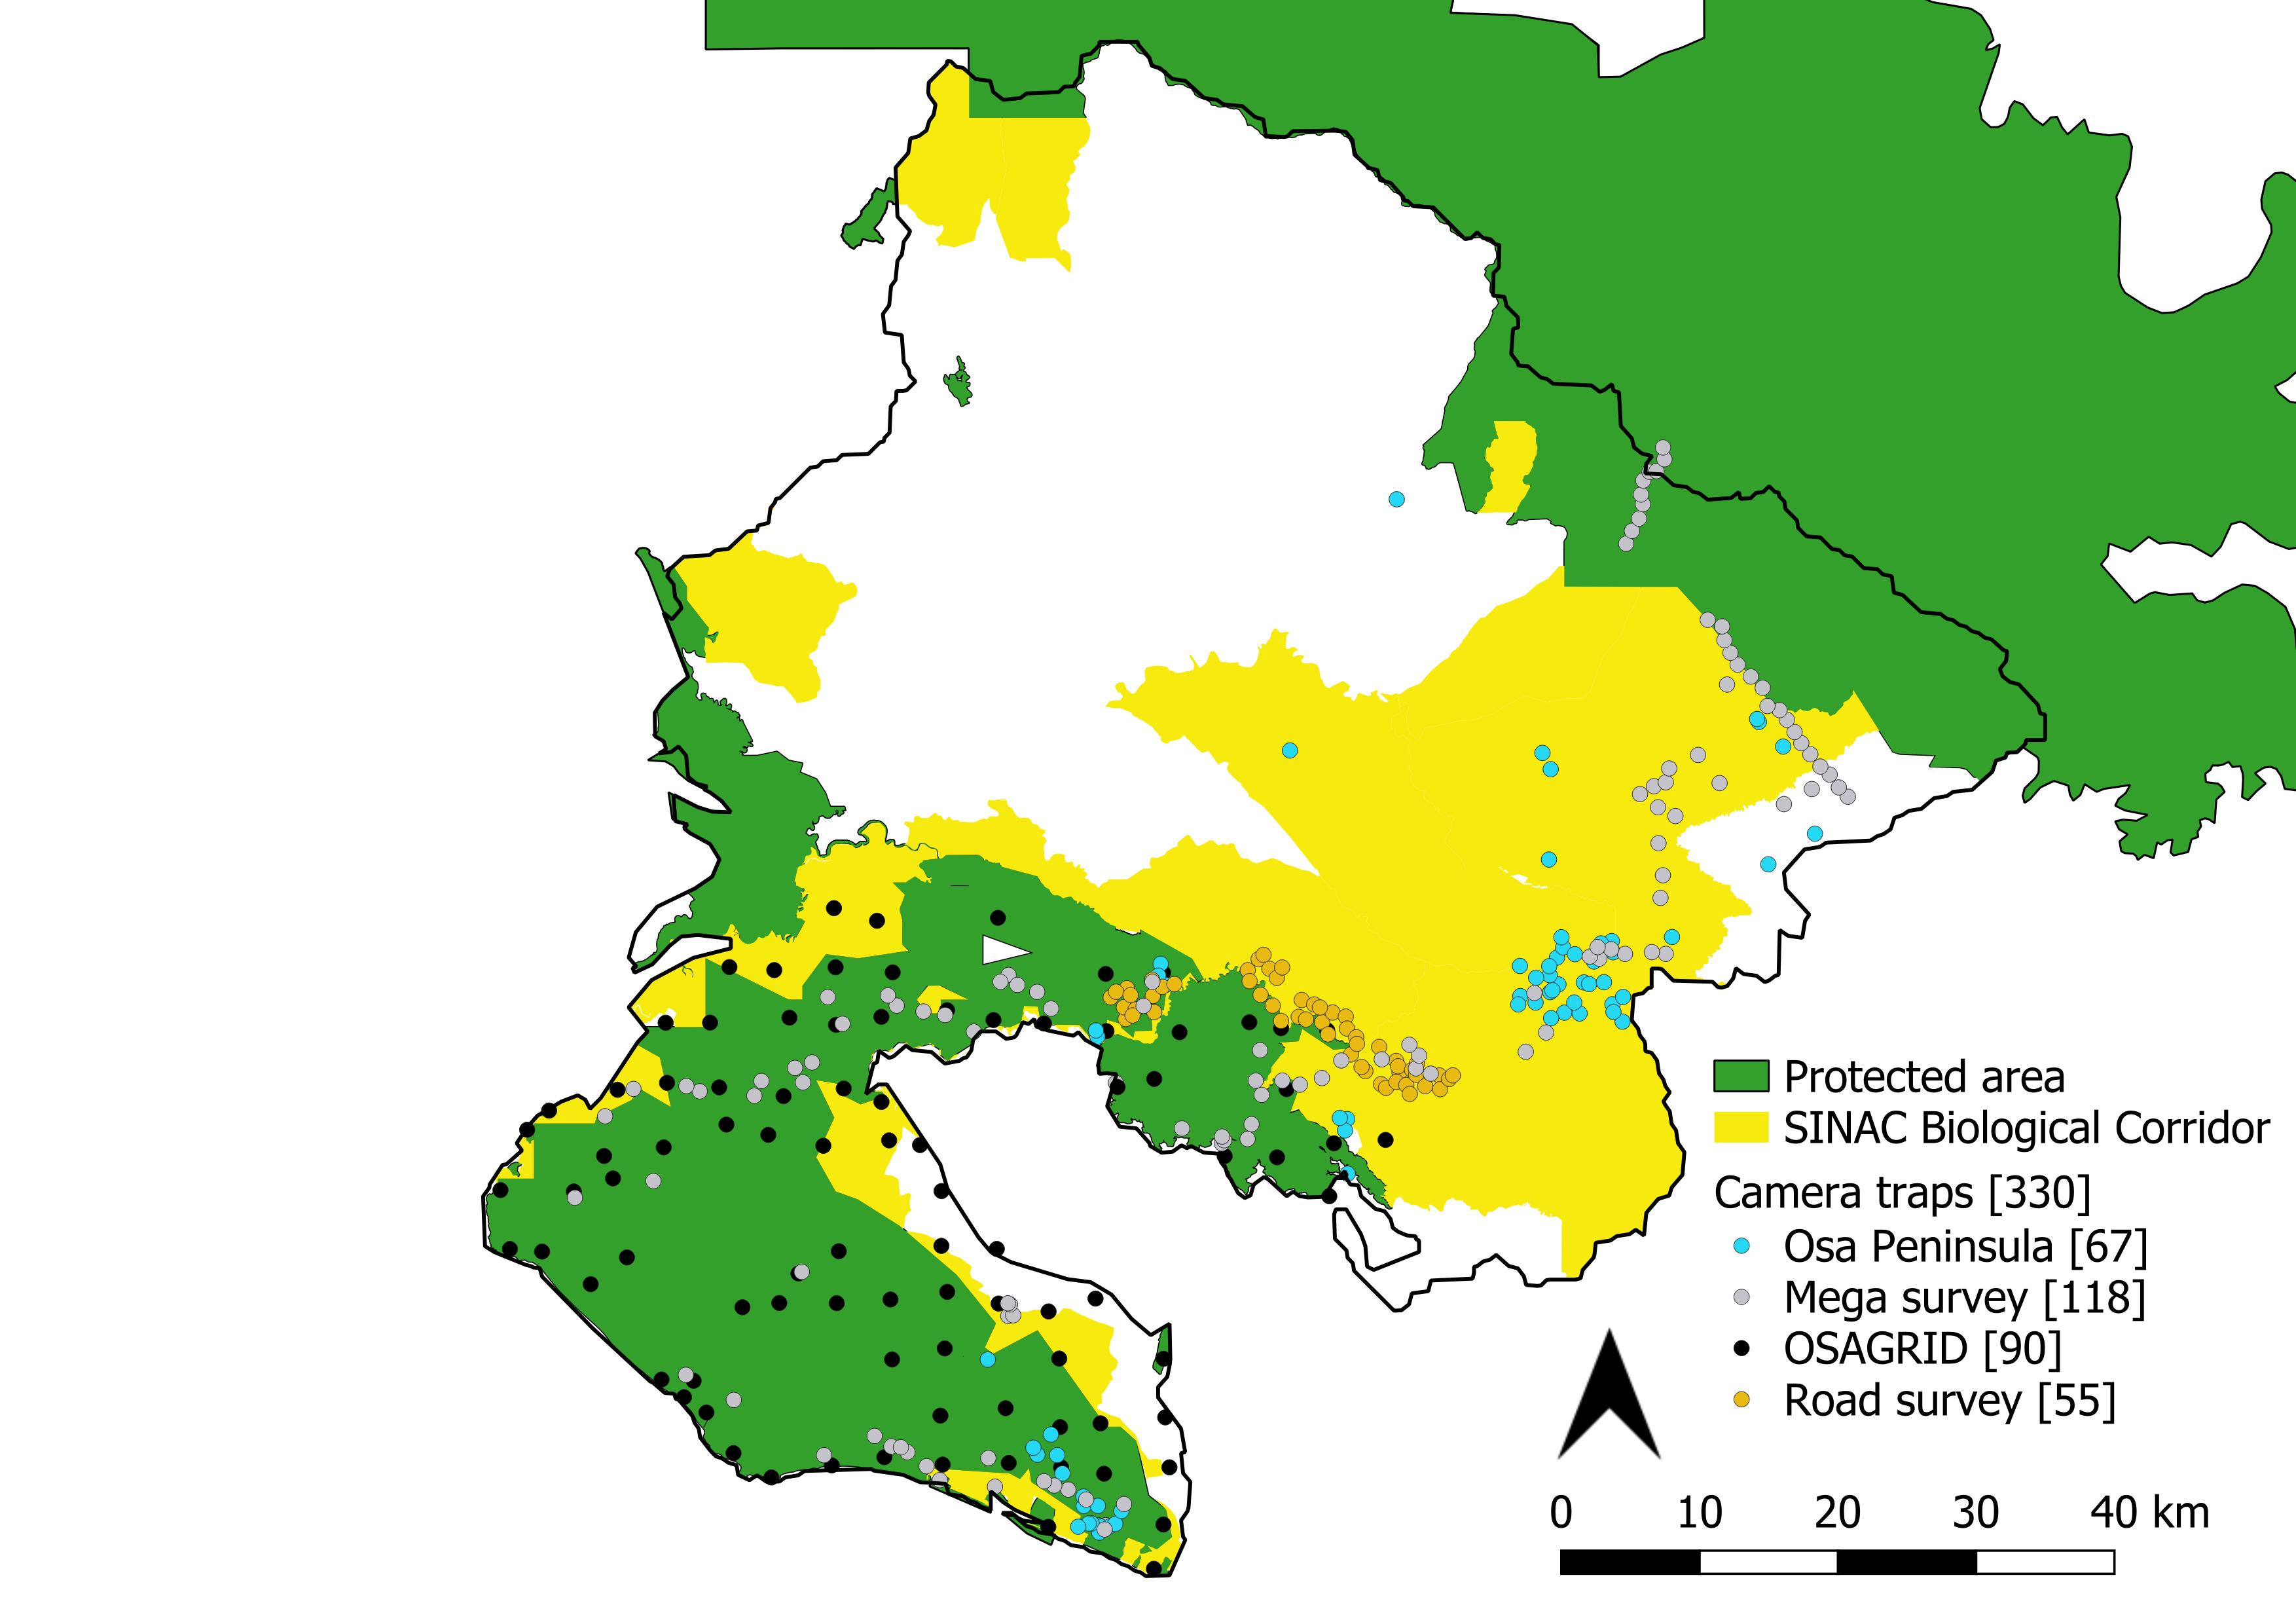 Protected area
SINAC Biological Corridor
Camera traps [330]
Osa Peninsula [67]
Mega survey [118]
OSAGRID [90]
Road survey [55]
0 10 20 30 40 km